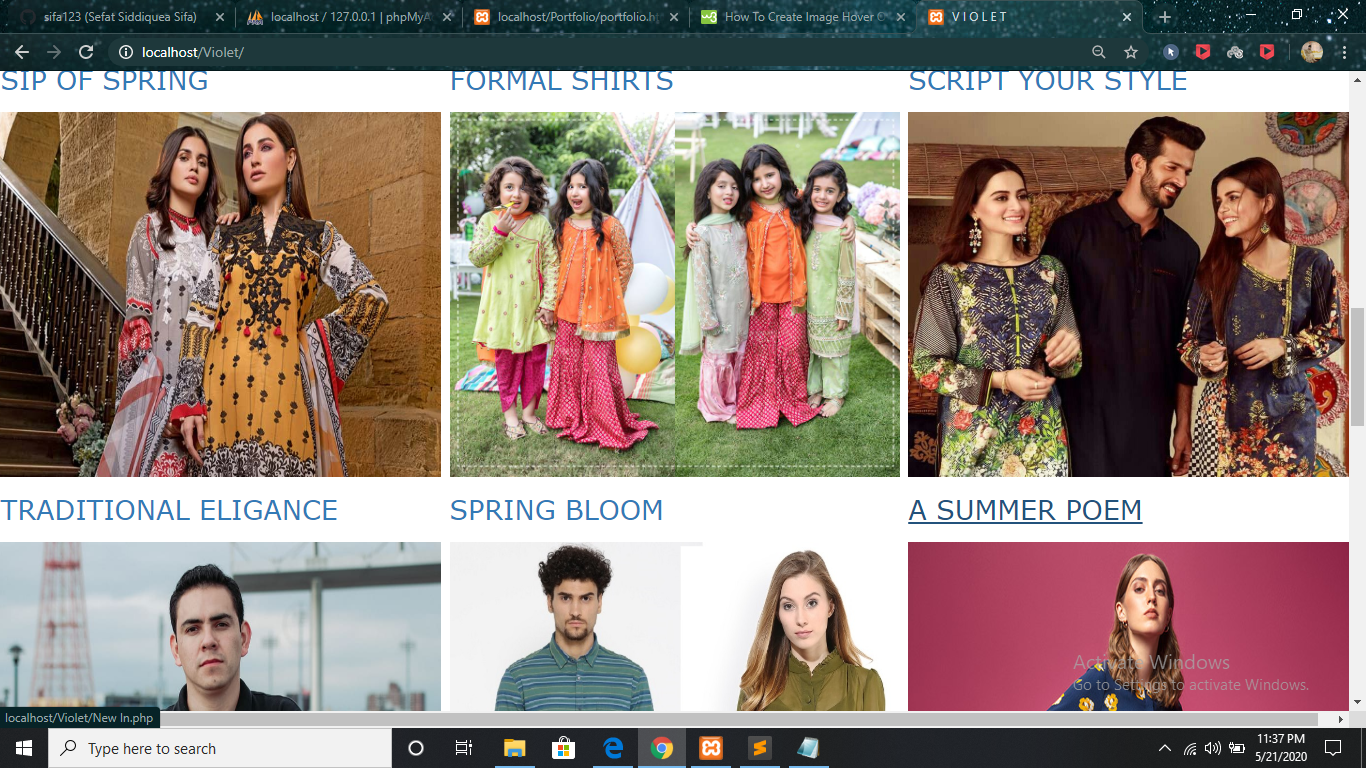 sifa123 (Sefat Siddiquea Sifa)
localhost / 127.0.0.1 | phpMyA
localhost/Portfolio/portfolio.h
How To Create Image Hover
V I O L E T
localhost/Violet/
SIP OF SPRING
FORMAL SHIRTS
SCRIPT YOUR STYLE
TRADITIONAL ELIGANCE
SPRING BLOOM
A SUMMER POEM
Activate Windows
Go to Settings to activate Windows.
localhost/Violet/New In.php
Type here to search
11:37 PM
5/21/2020